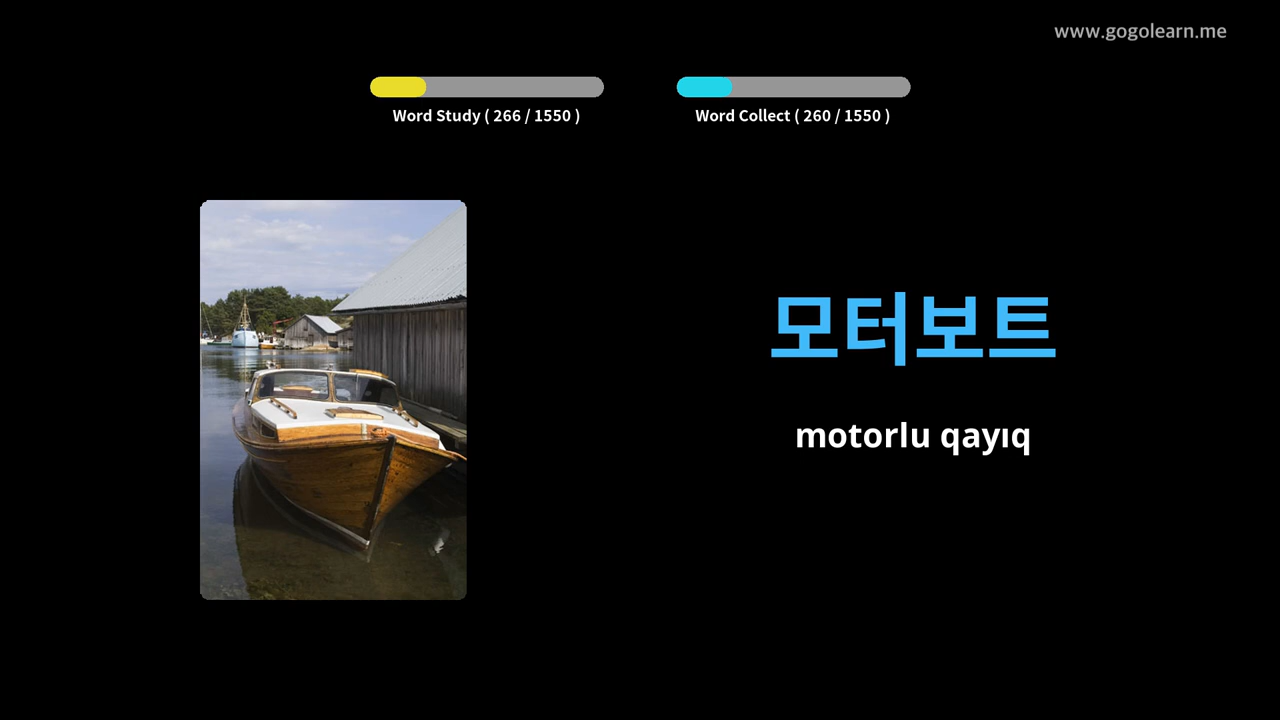 www.gogolearn.me
Word Study ( 266 / 1550 )
Word Collect ( 260 / 1550 )
모터보트
motorlu qayıq